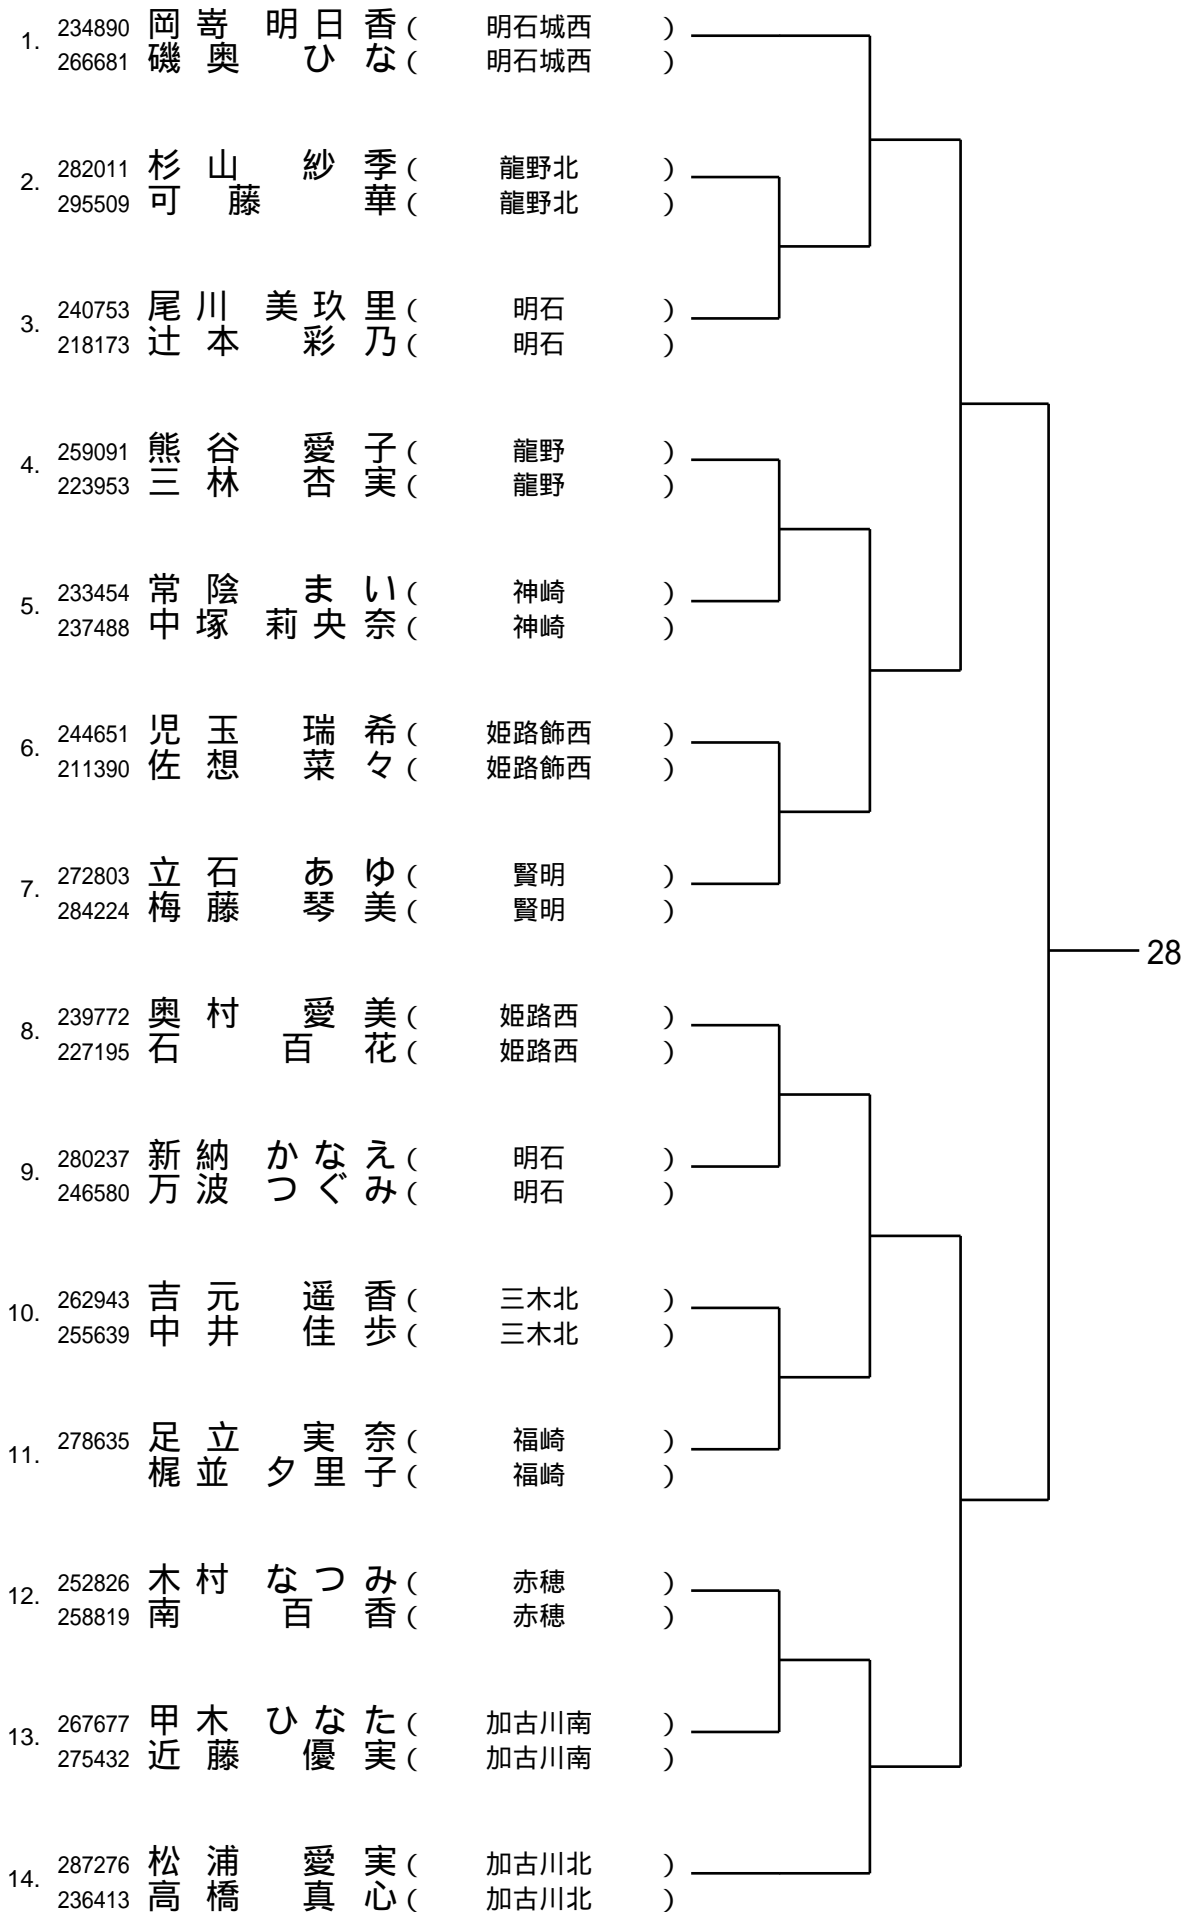 1. 234890 岡嵜 明日香 ( 明石城西 )
266681 磯奥 ひな ( 明石城西 )
2. 282011 杉山 紗季 ( 龍野北 )
295509 可藤 華 ( 龍野北 )
3. 240753 尾川 美玖里 ( 明石 )
218173 辻本 彩乃 ( 明石 )
4. 259091 熊谷 愛子 ( 龍野 )
223953 三林 杏実 ( 龍野 )
5. 233454 常陰 まい ( 神崎 )
237488 中塚 莉央奈 ( 神崎 )
6. 244651 児玉 瑞希 ( 姫路飾西 )
211390 佐想 菜々 ( 姫路飾西 )
7. 272803 立石 あゆ ( 賢明 )
284224 梅藤 琴美 ( 賢明 )
28
8. 239772 奥村 愛美 ( 姫路西 )
227195 石 百花 ( 姫路西 )
9. 280237 新納 かなえ ( 明石 )
246580 万波 つぐみ ( 明石 )
10. 262943 吉元 遥香 ( 三木北 )
255639 中井 佳歩 ( 三木北 )
11. 278635 足立 実奈 ( 福崎 )
梶並 夕里子 ( 福崎 )
12. 252826 木村 なつみ ( 赤穂 )
258819 南 百香 ( 赤穂 )
13. 267677 甲木 ひなた ( 加古川南 )
275432 近藤 優実 ( 加古川南 )
14. 287276 松浦 愛実 ( 加古川北 )
236413 高橋 真心 ( 加古川北 )